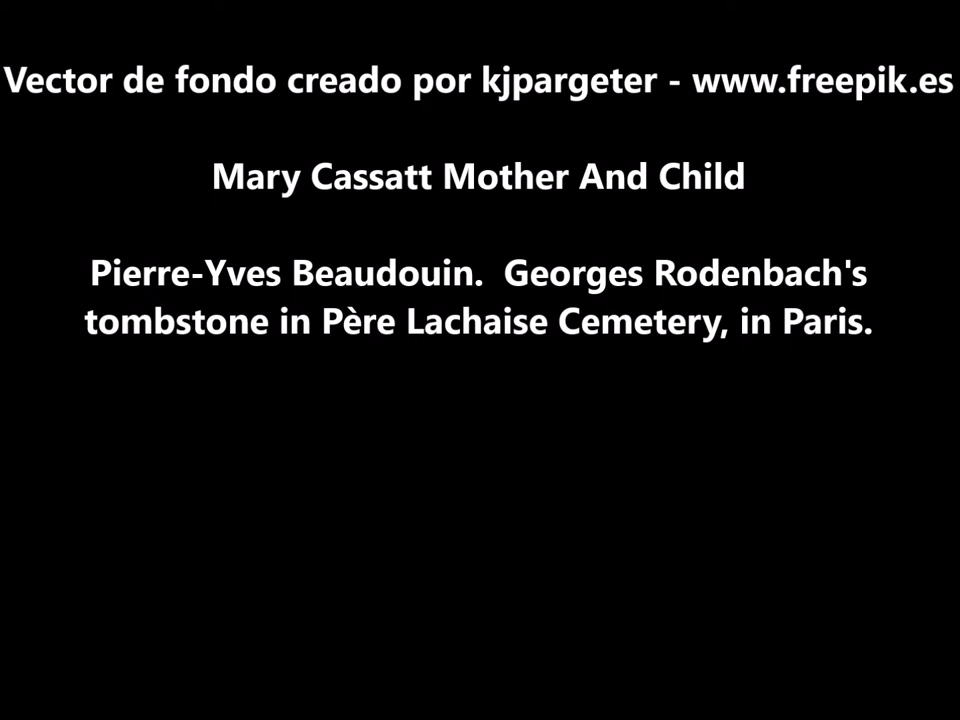 Vector de fondo creado por kjpargeter - www.freepik.es
Mary Cassatt Mother And Child
Pierre-Yves Beaudouin.  Georges Rodenbach's
tombstone in Père Lachaise Cemetery, in Paris.